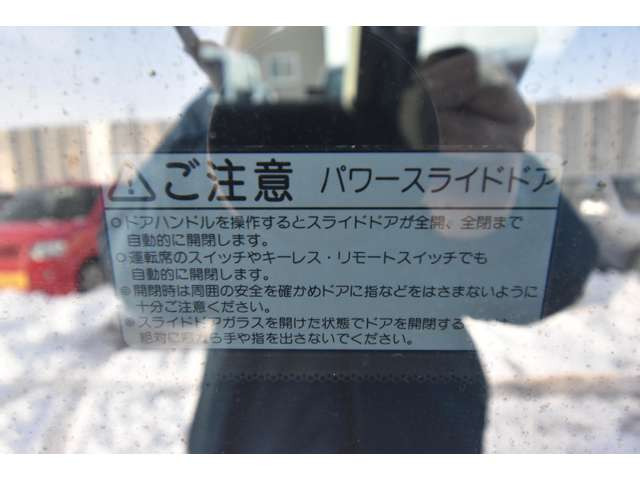 ご注意 パワースライドドア
●ドアハンドルを操作するとスライドドアが全開、全閉まで
自動的に開閉します。
●運転席のスイッチやキーレス・リモートスイッチでも
自動的に開閉します。
●開閉時は周囲の安全を確かめドアに指などをはさまないように
十分ご注意ください。
●スライドドアガラスを開けた状態でドアを開閉する
絶対に窓から手や指を出さないでください。